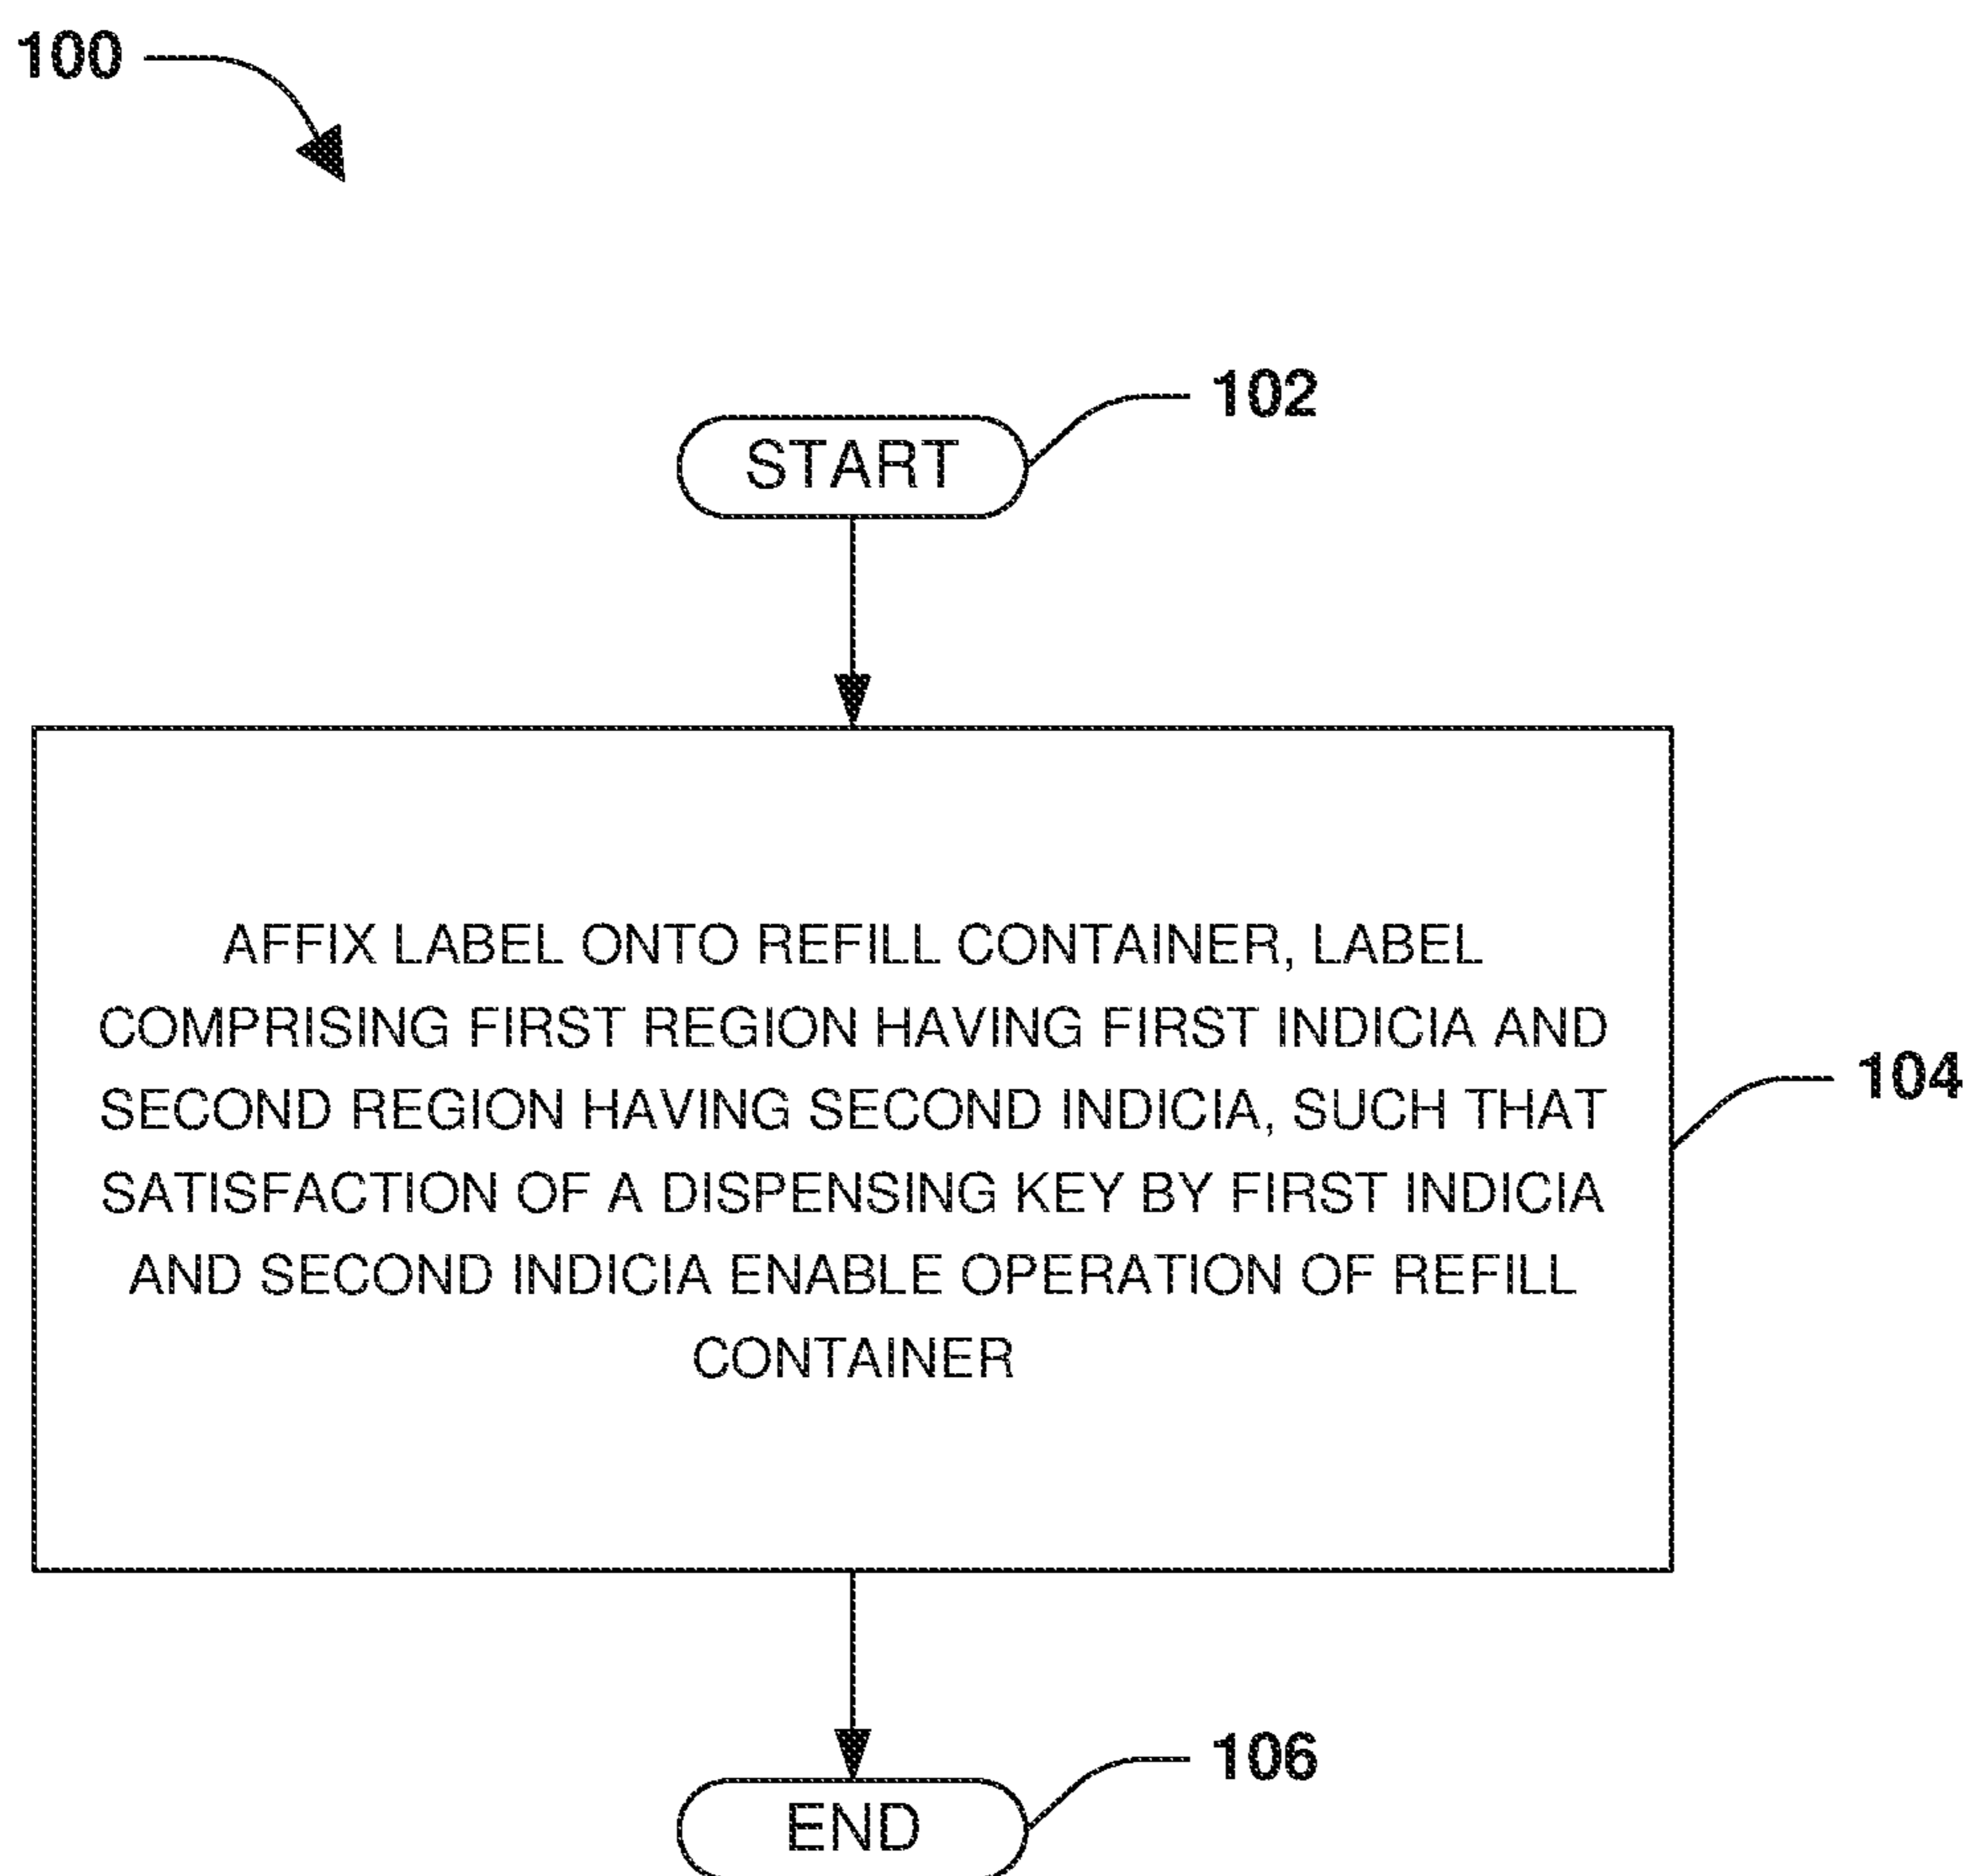 100
102
START
AFFIX LABEL ONTO REFILL CONTAINER, LABEL
COMPRISING FIRST REGION HAVING FIRST INDICIA AND
SECOND REGION HAVING SECOND INDICIA, SUCH THAT
SATISFACTION OF A DISPENSING KEY BY FIRST INDICIA
AND SECOND INDICIA ENABLE OPERATION OF REFILL
CONTAINER
104
106
END